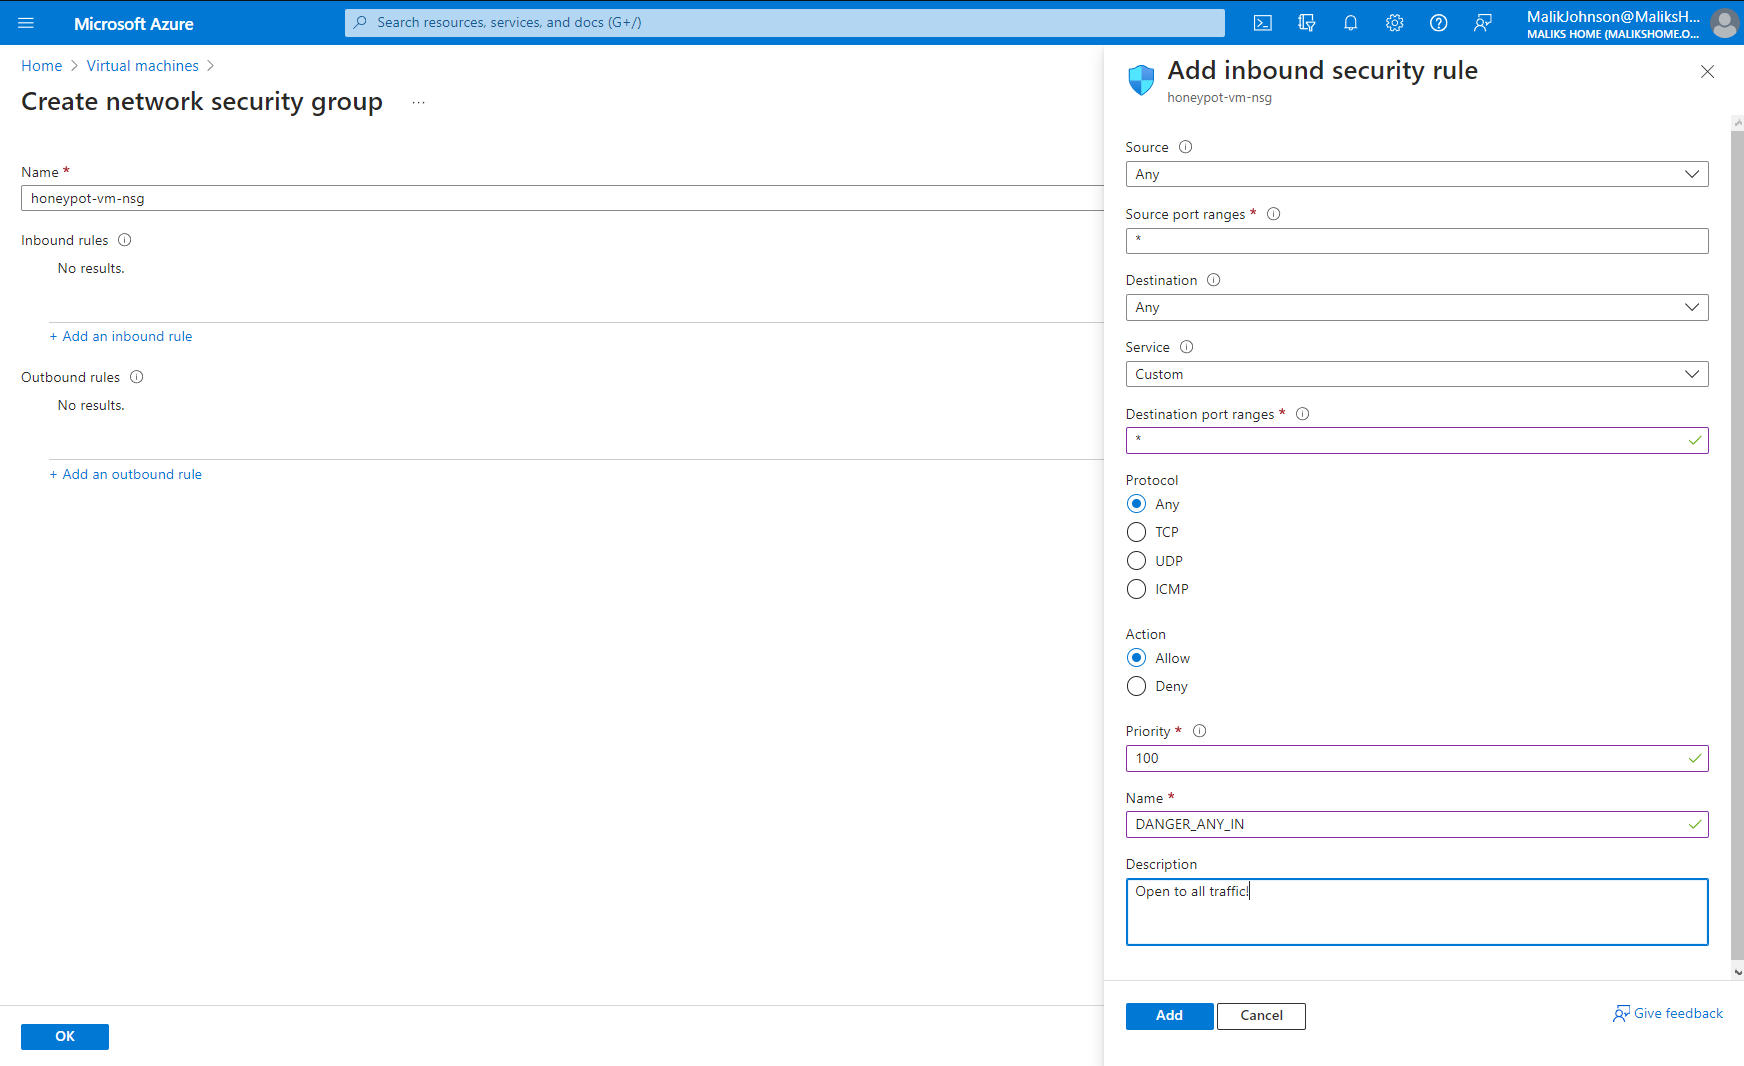 Microsoft Azure
Search resources, services, and docs (G+/)
MalikJohnson@MaliksH...
MALIKS HOME (MALIKSHOME.O...
Home > Virtual machines >
Create network security group ...
Name *
honeypot-vm-nsg
Inbound rules
No results.
+ Add an inbound rule
Outbound rules
No results.
+ Add an outbound rule
OK
Add inbound security rule
honeypot-vm-nsg
Source
Any
Source port ranges *
*
Destination
Any
Service
Custom
Destination port ranges *
*
Protocol
Any
TCP
UDP
ICMP
Action
Allow
Deny
Priority *
100
Name *
DANGER_ANY_IN
Description
Open to all traffic!
Add
Cancel
Give feedback